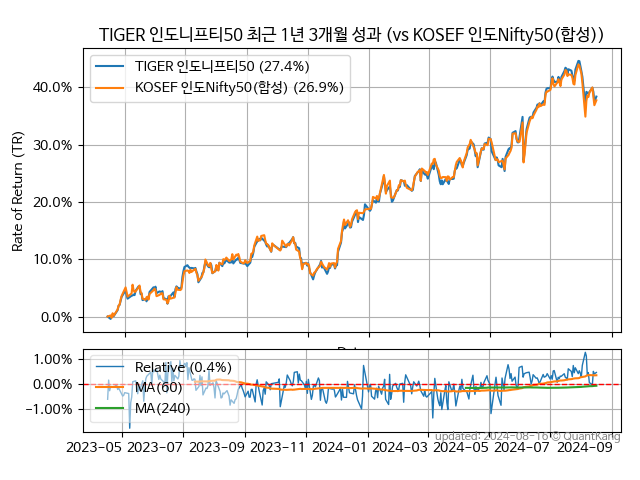 TIGER 인도니프티50 최근 1년 3개월 성과 (vs KOSEF 인도Nifty50(합성))
TIGER 인도니프티50 (27.4%)
KOSEF 인도Nifty50(합성) (26.9%)
Rate of Return (TR)
40.0%
30.0%
20.0%
10.0%
0.0%
Relative (0.4%)
MA(60)
MA(240)
1.00%
0.00%
−1.00%
updated: 2024-08-16 © QuantKang
2023-05 2023-07 2023-09 2023-11 2024-01 2024-03 2024-05 2024-07 2024-09